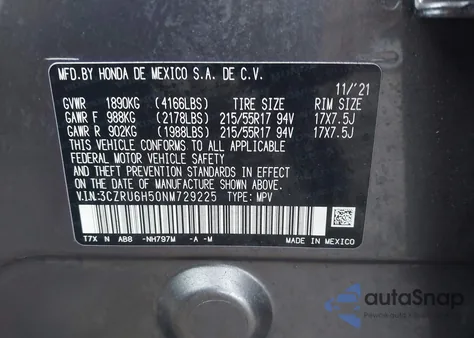 MFD.BY HONDA DE MEXICO S.A. DE C.V.
11/'21
GVWR 1890KG (4166LBS) TIRE SIZE RIM SIZE
GAWR F 988KG (2178LBS) 215/55R17 94V 17X7.5J
GAWR R 902KG (1988LBS) 215/55R17 94V 17X7.5J
THIS VEHICLE CONFORMS TO ALL APPLICABLE
FEDERAL MOTOR VEHICLE SAFETY AND THEFT
PREVENTION STANDARDS IN EFFECT ON THE
DATE OF MANUFACTURE SHOWN ABOVE.
V.I.N.:3CZRU6H50NM729225 TYPE: MPV
T7X N AB8 -NH797M -A -M MADE IN MEXICO
autoSnap